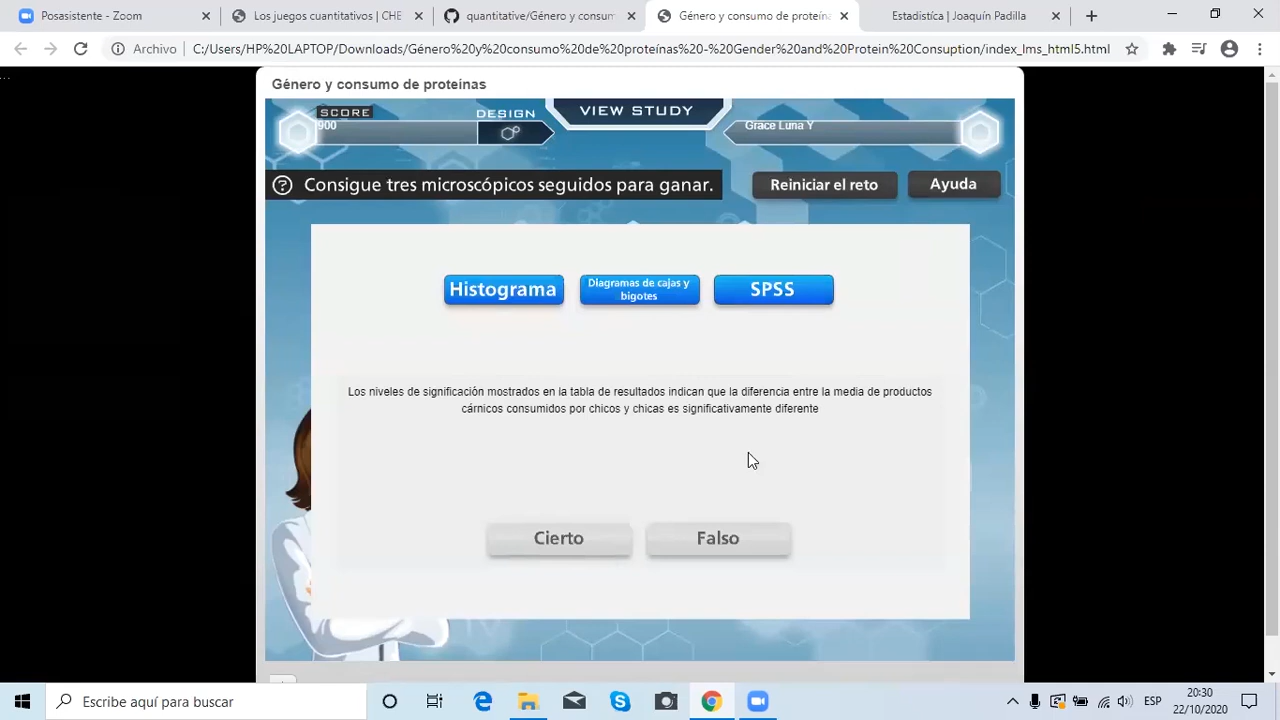 Posasistente - Zoom
Los juegos cuantitativos | CHE
quantitative/Género y consum
Género y consumo de proteína
Estadistíca | Joaquín Padilla
Archivo
C:/Users/HP%20LAPTOP/Downloads/Género%20y%20consumo%20de%20proteínas%20-%20Gender%20and%20Protein%20Consuption/index_lms_html5.html
...
Género y consumo de proteínas
SCORE
900
DESIGN
VIEW STUDY
Grace Luna Y
Consigue tres microscópicos seguidos para ganar.
Reiniciar el reto
Ayuda
Histograma
Diagramas de cajas y
bigotes
SPSS
Los niveles de significación mostrados en la tabla de resultados indican que la diferencia entre la media de productos
cárnicos consumidos por chicos y chicas es significativamente diferente
Cierto
Falso
Escribe aquí para buscar
ESP
20:30
22/10/2020